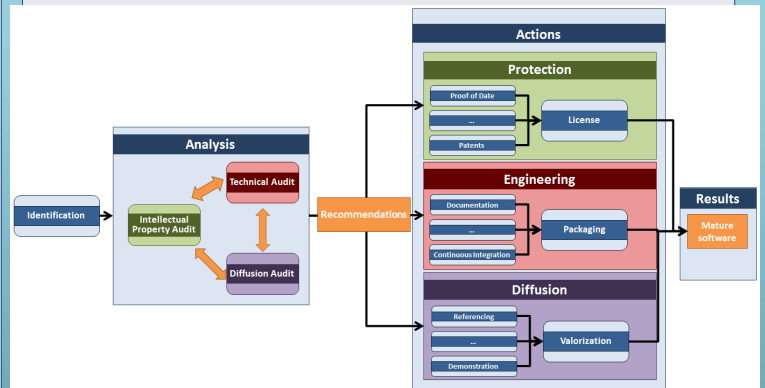 Actions
Protection
Proof of Date
...
Patents
License
Analysis
Technical Audit
Intellectual
Property Audit
Diffusion Audit
Identification
Recommendations
Engineering
Documentation
...
Continuous Integration
Packaging
Results
Mature
software
Diffusion
Referencing
...
Demonstration
Valorization